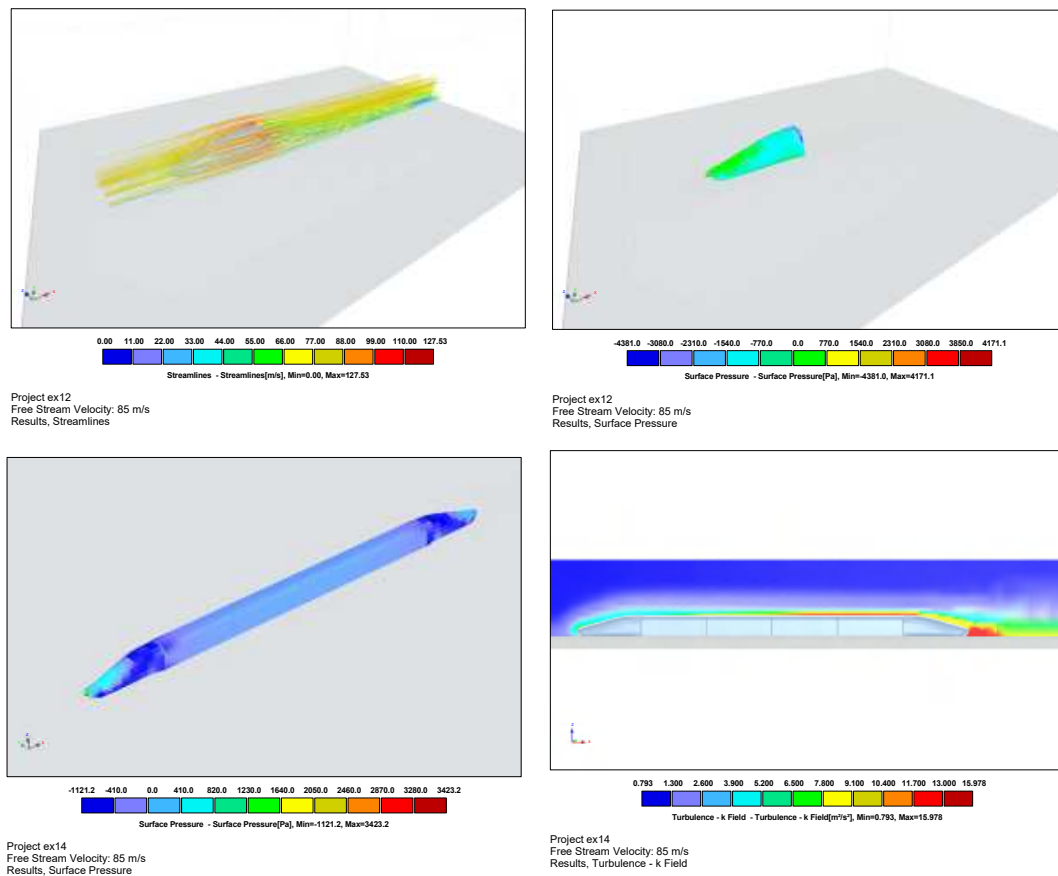 0.00 11.00 22.00 33.00 44.00 55.00 66.00 77.00 88.00 99.00 110.00 127.53
Streamlines - Streamlines[m/s], Min=0.00, Max=127.53
Project ex12
Free Stream Velocity: 85 m/s
Results, Streamlines
-4381.0 -3080.0 -2310.0 -1540.0 -770.0 0.0 770.0 1540.0 2310.0 3080.0 3850.0 4171.1
Surface Pressure - Surface Pressure[Pa], Min=-4381.0, Max=4171.1
Project ex12
Free Stream Velocity: 85 m/s
Results, Surface Pressure
-1121.2 -410.0 0.0 410.0 820.0 1230.0 1640.0 2050.0 2460.0 2870.0 3280.0 3423.2
Surface Pressure - Surface Pressure[Pa], Min=-1121.2, Max=3423.2
Project ex14
Free Stream Velocity: 85 m/s
Results, Surface Pressure
0.793 1.300 2.600 3.900 5.200 6.500 7.800 9.100 10.400 11.700 13.000 15.978
Turbulence - k Field - Turbulence - k Field[m²/s²], Min=0.793, Max=15.978
Project ex14
Free Stream Velocity: 85 m/s
Results, Turbulence - k Field